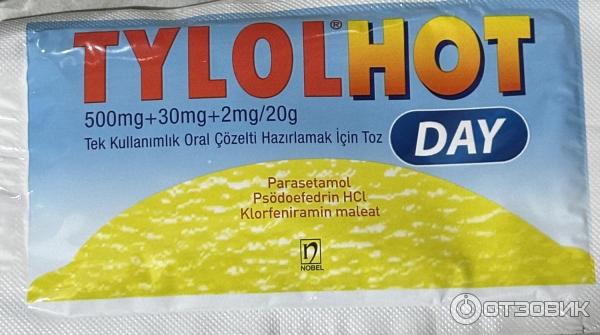 TYLOLHOT®
500mg+30mg+2mg/20g
Tek Kullanımlık Oral Çözelti Hazırlamak İçin Toz
DAY
Parasetamol
Psödoefedrin HCl
Klorfeniramin maleat
n
NOBEL
ОТЗОВИК